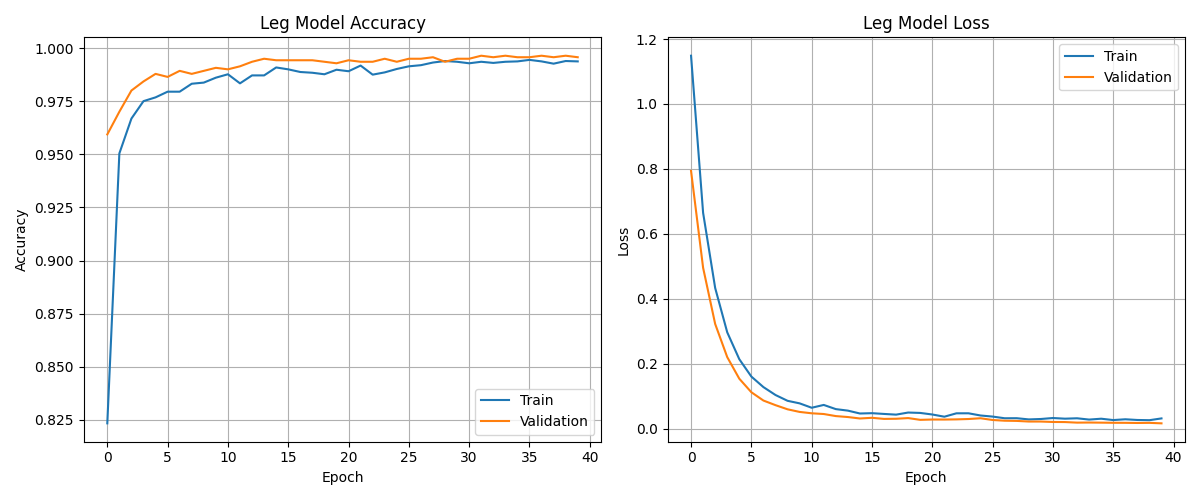 Leg Model Accuracy
1.000
0.975
0.950
0.925
0.900
0.875
0.850
0.825
Accuracy
0 5 10 15 20 25 30 35 40
Epoch
Train
Validation
Leg Model Loss
1.2
1.0
0.8
0.6
0.4
0.2
0.0
Loss
0 5 10 15 20 25 30 35 40
Epoch
Train
Validation